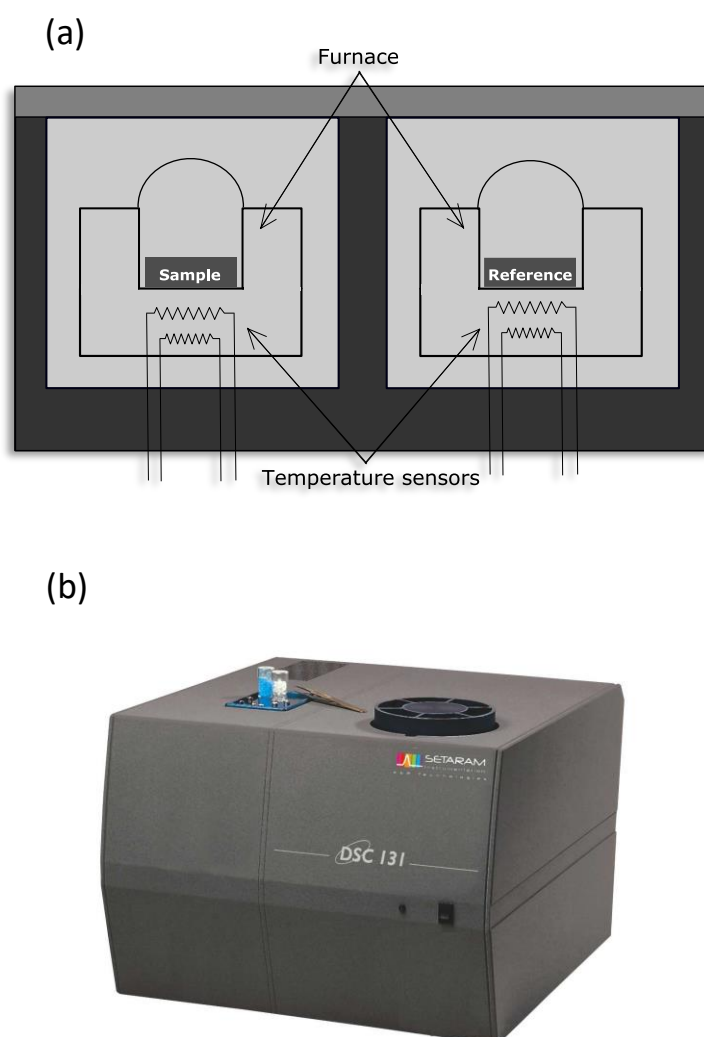 (a)
Furnace
Sample
Reference
Temperature sensors
(b)
SETARAM
DSC 131